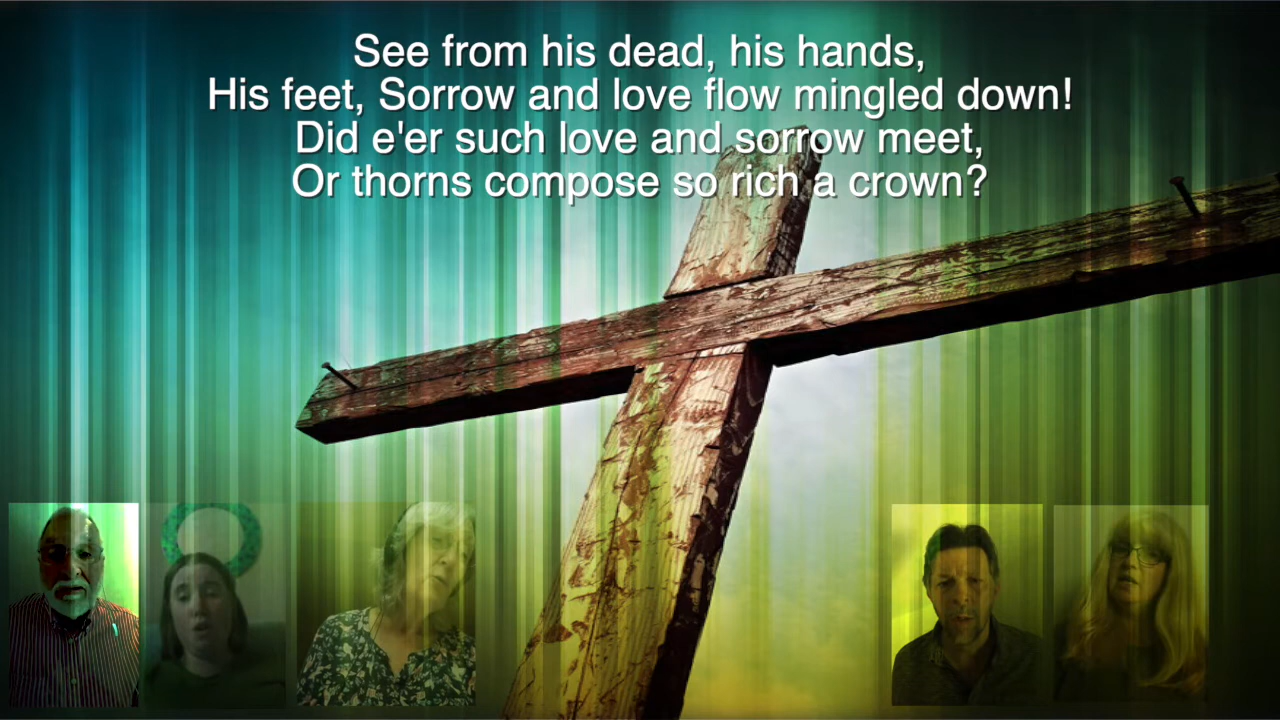 See from his dead, his hands,
His feet, Sorrow and love flow mingled down!
Did e'er such love and sorrow meet,
Or thorns compose so rich a crown?